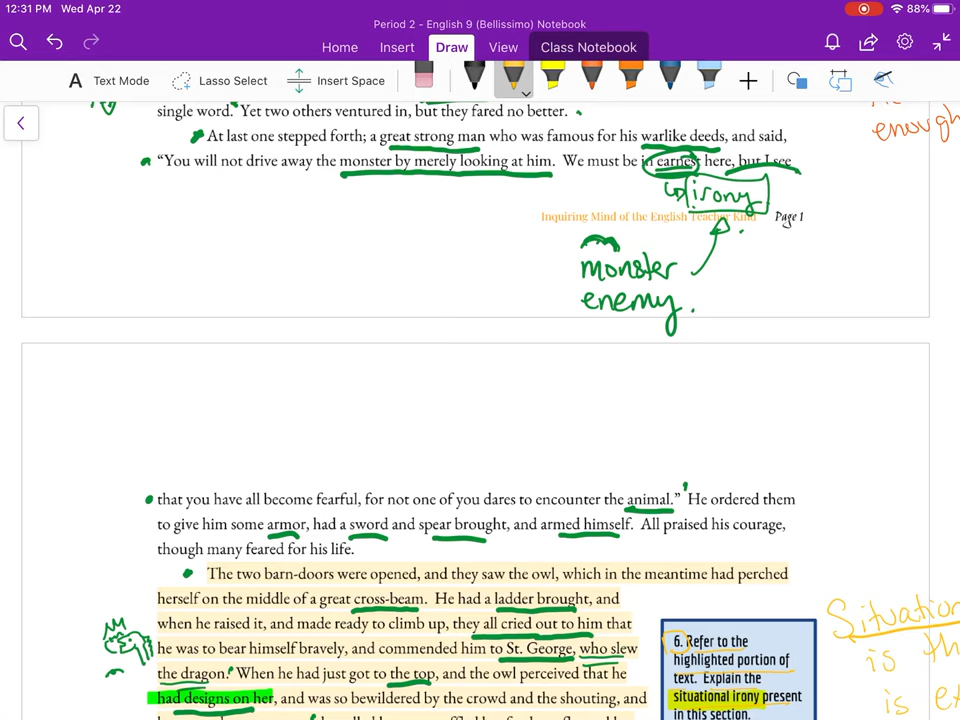 12:31 PM Wed Apr 22
88%
Period 2 - English 9 (Bellissimo) Notebook
Home Insert Draw View Class Notebook
Text Mode Lasso Select Insert Space
single word. Yet two others ventured in, but they fared no better.
enough
At last one stepped forth; a great strong man who was famous for his warlike deeds, and said,
“You will not drive away the monster by merely looking at him. We must be in earnest here, but I see
irony
Inquiring Mind of the English Teacher Kind Page 1
monster
enemy.
that you have all become fearful, for not one of you dares to encounter the animal.” He ordered them
to give him some armor, had a sword and spear brought, and armed himself. All praised his courage,
though many feared for his life.
The two barn-doors were opened, and they saw the owl, which in the meantime had perched
herself on the middle of a great cross-beam. He had a ladder brought, and
when he raised it, and made ready to climb up, they all cried out to him that
he was to bear himself bravely, and commended him to St. George, who slew
the dragon. When he had just got to the top, and the owl perceived that he
had designs on her, and was so bewildered by the crowd and the shouting, and
6. Refer to the
highlighted portion of
text. Explain the
situational irony present
in this section.
Situation
is th
is e